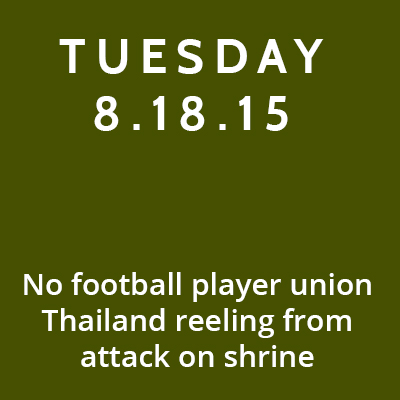 TUESDAY
8.18.15
No football player union
Thailand reeling from
attack on shrine